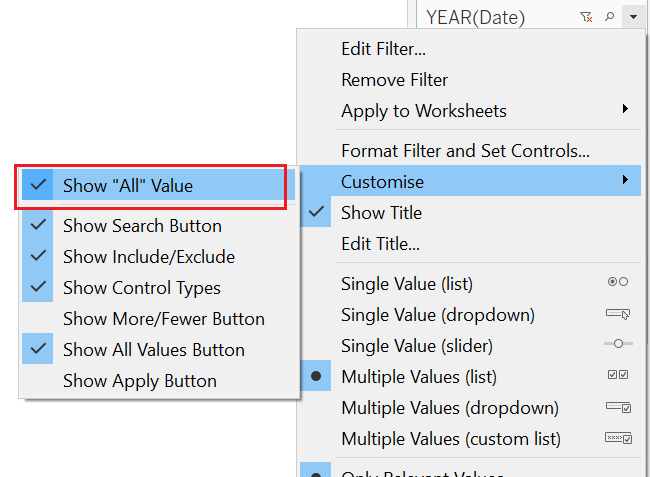 YEAR(Date)
Edit Filter...
Remove Filter
Apply to Worksheets
Format Filter and Set Controls...
Customise
Show Title
Edit Title...
Single Value (list)
Single Value (dropdown)
Single Value (slider)
Multiple Values (list)
Multiple Values (dropdown)
Multiple Values (custom list)
Only Relevant Values
Show "All" Value
Show Search Button
Show Include/Exclude
Show Control Types
Show More/Fewer Button
Show All Values Button
Show Apply Button